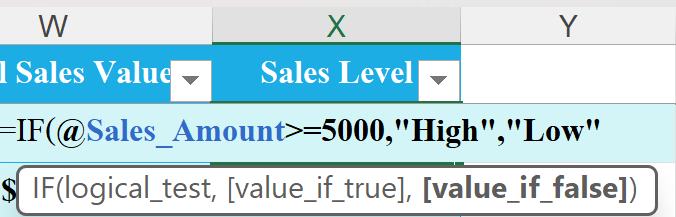 W X Y
l Sales Value Sales Level
=IF(@Sales_Amount>=5000,"High","Low"
$ IF(logical_test, [value_if_true], [value_if_false])